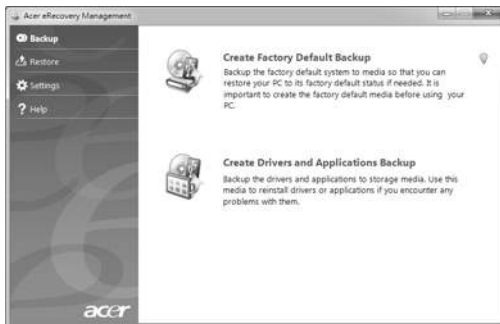 Acer eRecovery Management
Backup
Restore
Settings
Help
Create Factory Default Backup
Backup the factory default system to media so that you can
restore your PC to its factory default status if needed. It is
important to create the factory default media before using your
PC.
Create Drivers and Applications Backup
Backup the drivers and applications to storage media. Use this
media to reinstall drivers or applications if you encounter any
problems with them.
acer